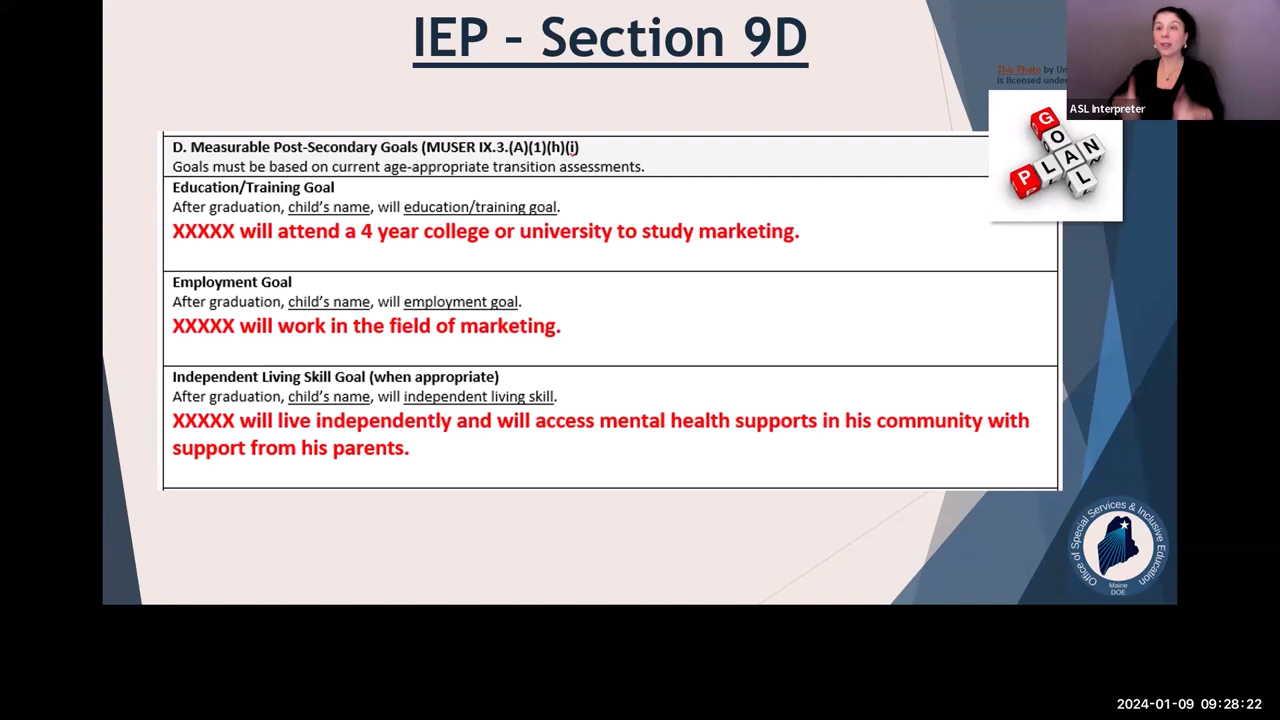 IEP – Section 9D
This Photo by Un
is licensed unde
ASL Interpreter
G
O
PLAN
A
L
D. Measurable Post-Secondary Goals (MUSER IX.3.(A)(1)(h)(i)
Goals must be based on current age-appropriate transition assessments.
Education/Training Goal
After graduation, child's name, will education/training goal.
XXXXX will attend a 4 year college or university to study marketing.
Employment Goal
After graduation, child's name, will employment goal.
XXXXX will work in the field of marketing.
Independent Living Skill Goal (when appropriate)
After graduation, child's name, will independent living skill.
XXXXX will live independently and will access mental health supports in his community with
support from his parents.
Office of Special Services & Inclusive Education
Maine
DOE
2024-01-09 09:28:22